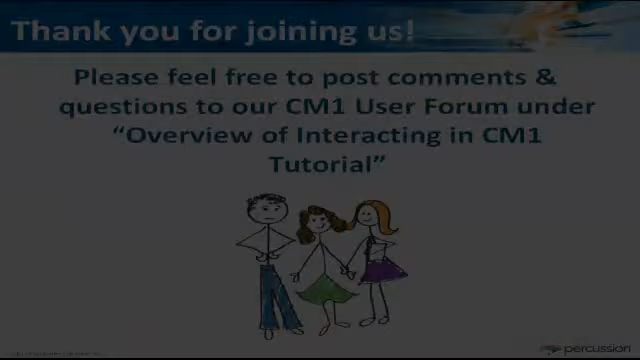 Thank you for joining us!
Please feel free to post comments &
questions to our CM1 User Forum under
“Overview of Interacting in CM1
Tutorial”
percussion